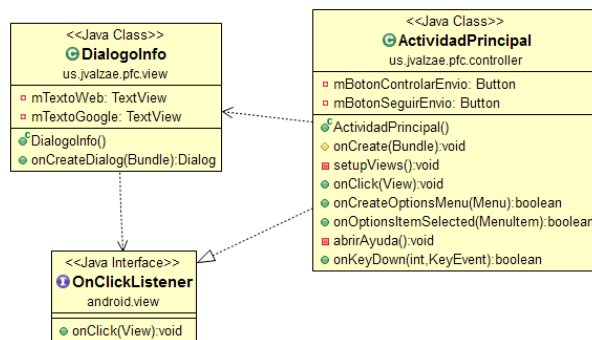 <<Java Class>>
DialogoInfo
us.jvalzae.pfc.view
mTextoWeb: TextView
mTextoGoogle: TextView
DialogoInfo()
onCreateDialog(Bundle):Dialog
<<Java Class>>
ActividadPrincipal
us.jvalzae.pfc.controller
mBotonControlarEnvio: Button
mBotonSeguirEnvio: Button
ActividadPrincipal()
onCreate(Bundle):void
setupViews():void
onClick(View):void
onCreateOptionsMenu(Menu):boolean
onOptionsItemSelected(MenuItem):boolean
abrirAyuda():void
onKeyDown(int,KeyEvent):boolean
<<Java Interface>>
OnClickListener
android.view
onClick(View):void